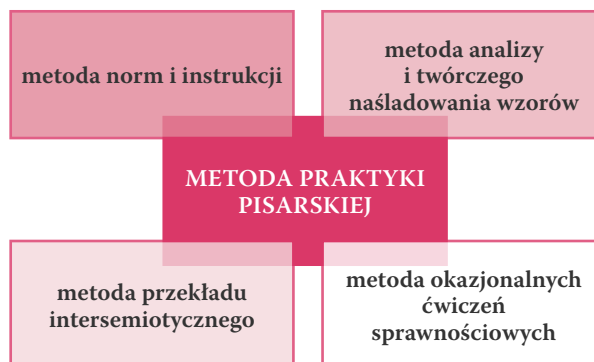 metoda norm i instrukcji
metoda analizy
i twórczego
naśladowania wzorów
METODA PRAKTYKI
PISARSKIEJ
metoda przekładu
intersemiotycznego
metoda okazjonalnych
ćwiczeń
sprawnościowych